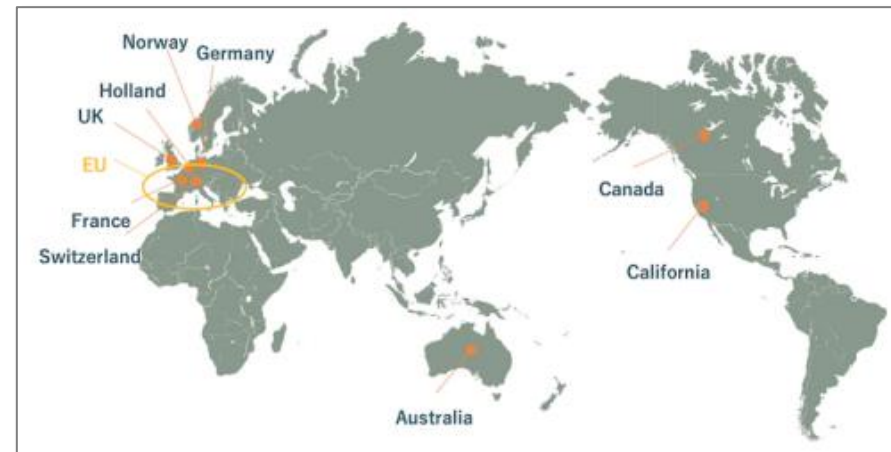 Norway
Germany
Holland
UK
EU
France
Switzerland
Canada
California
Australia